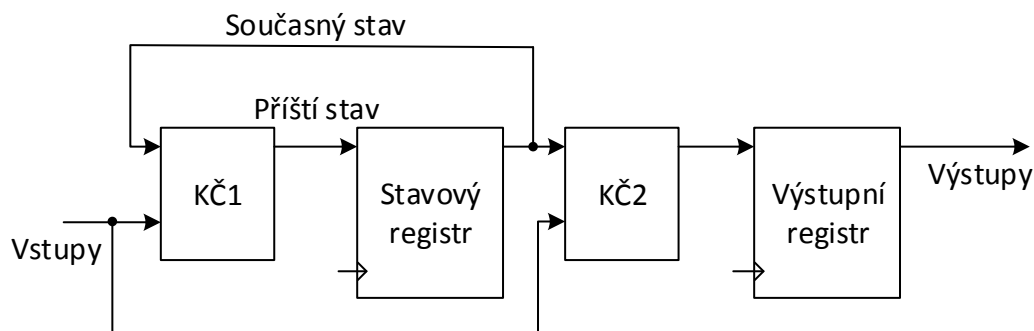 Současný stav
Příští stav
KČ1
Stavový
registr
KČ2
Výstupní
registr
Výstupy
Vstupy